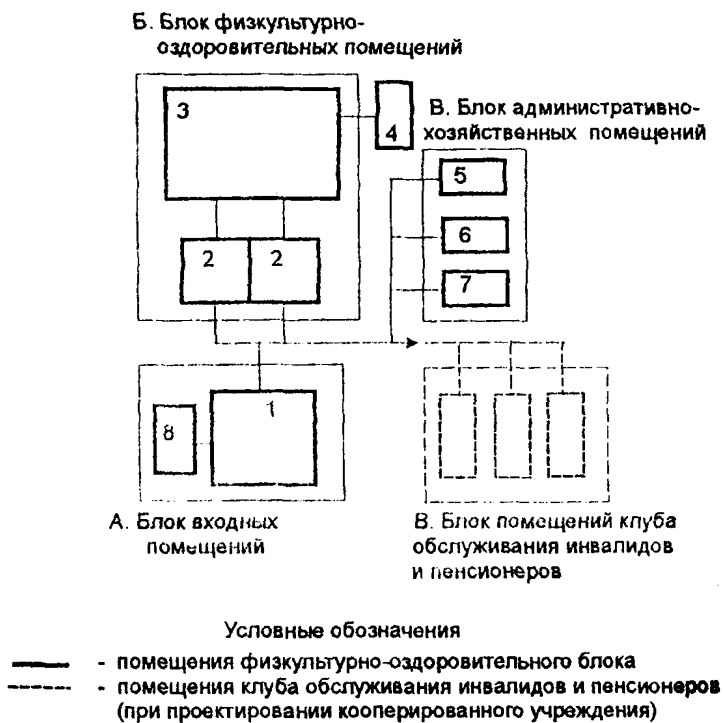 Б. Блок физкультурно-
оздоровительных помещений
3
4
В. Блок административно-
хозяйственных помещений
5
6
7
2
2
8
1
А. Блок входных
помещений
В. Блок помещений клуба
обслуживания инвалидов
и пенсионеров
Условные обозначения
- помещения физкультурно-оздоровительного блока
- помещения клуба обслуживания инвалидов и пенсионеров
(при проектировании кооперированного учреждения)